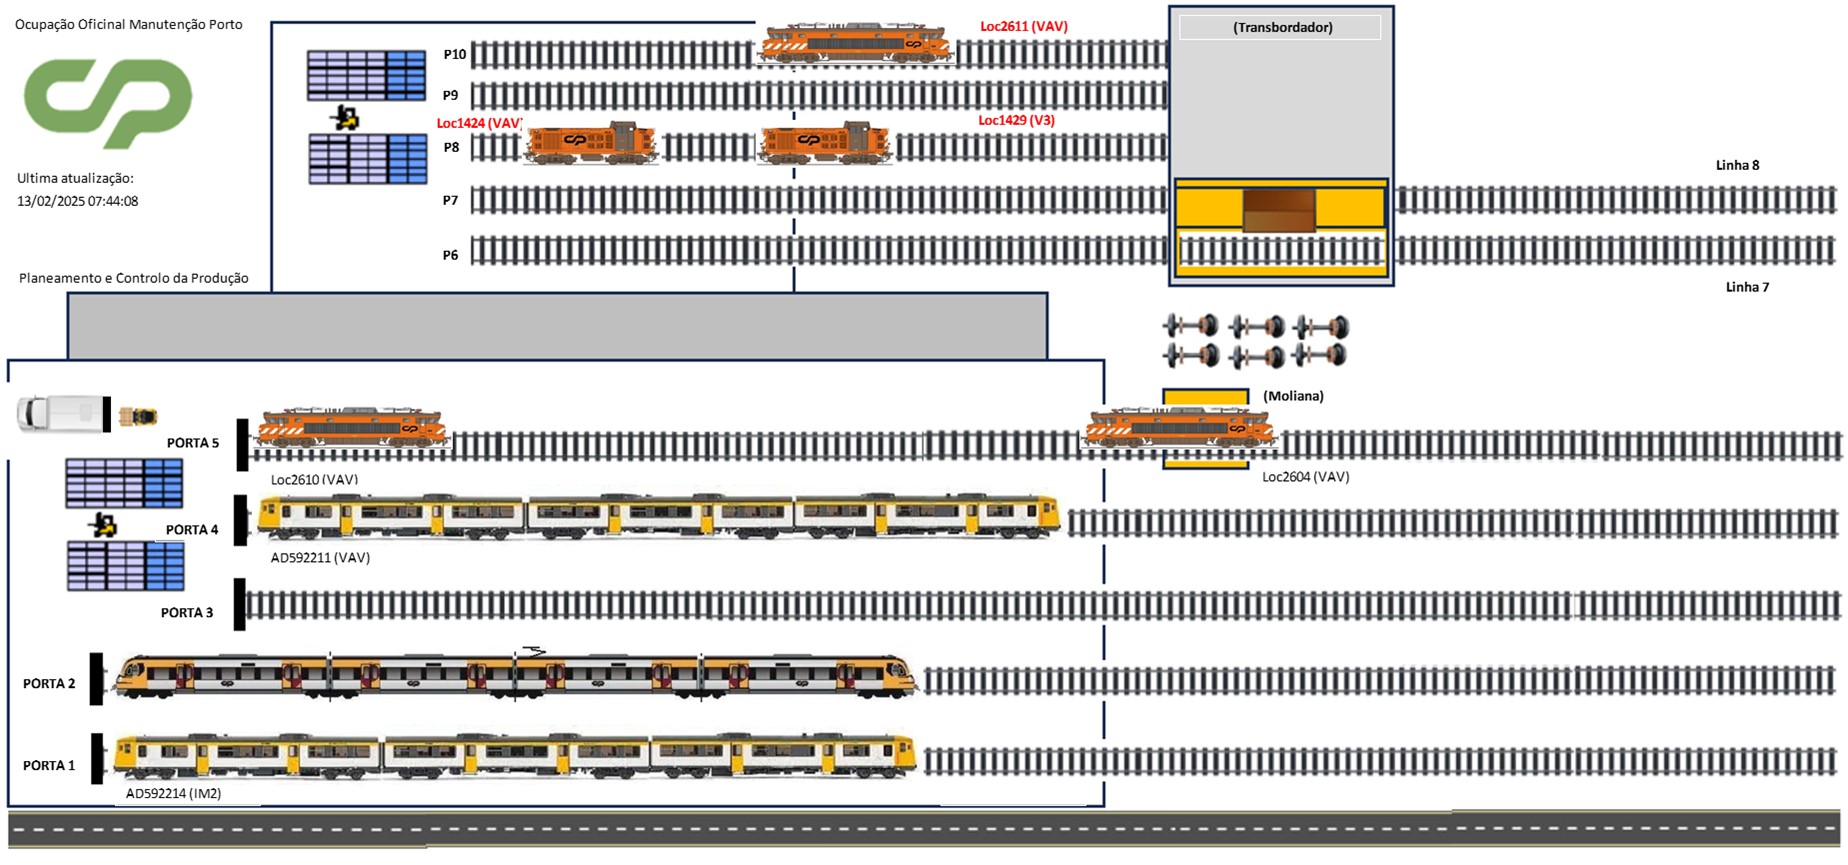 Ocupação Oficinal Manutenção Porto
CP
Ultima atualização:
13/02/2025 07:44:08
Planeamento e Controlo da Produção
Loc2611 (VAV)
(Transbordador)
P10
P9
Loc1424 (VAV)
Loc1429 (V3)
P8
Linha 8
P7
P6
Linha 7
(Moliana)
PORTA 5
Loc2610 (VAV)
Loc2604 (VAV)
PORTA 4
AD592211 (VAV)
PORTA 3
PORTA 2
PORTA 1
AD592214 (IM2)